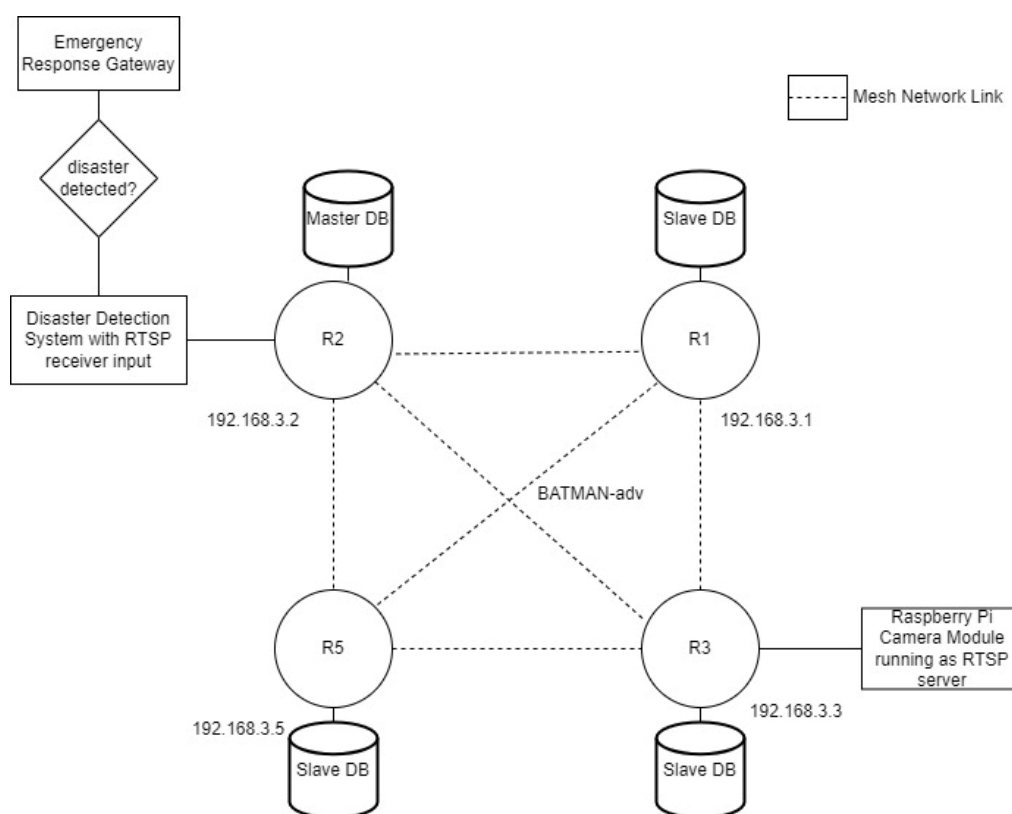 Emergency
Response Gateway
Mesh Network Link
disaster
detected?
Master DB
Slave DB
Disaster Detection
System with RTSP
receiver input
R2
R1
192.168.3.2
192.168.3.1
BATMAN-adv
R5
R3
Raspberry Pi
Camera Module
running as RTSP
server
192.168.3.5
192.168.3.3
Slave DB
Slave DB